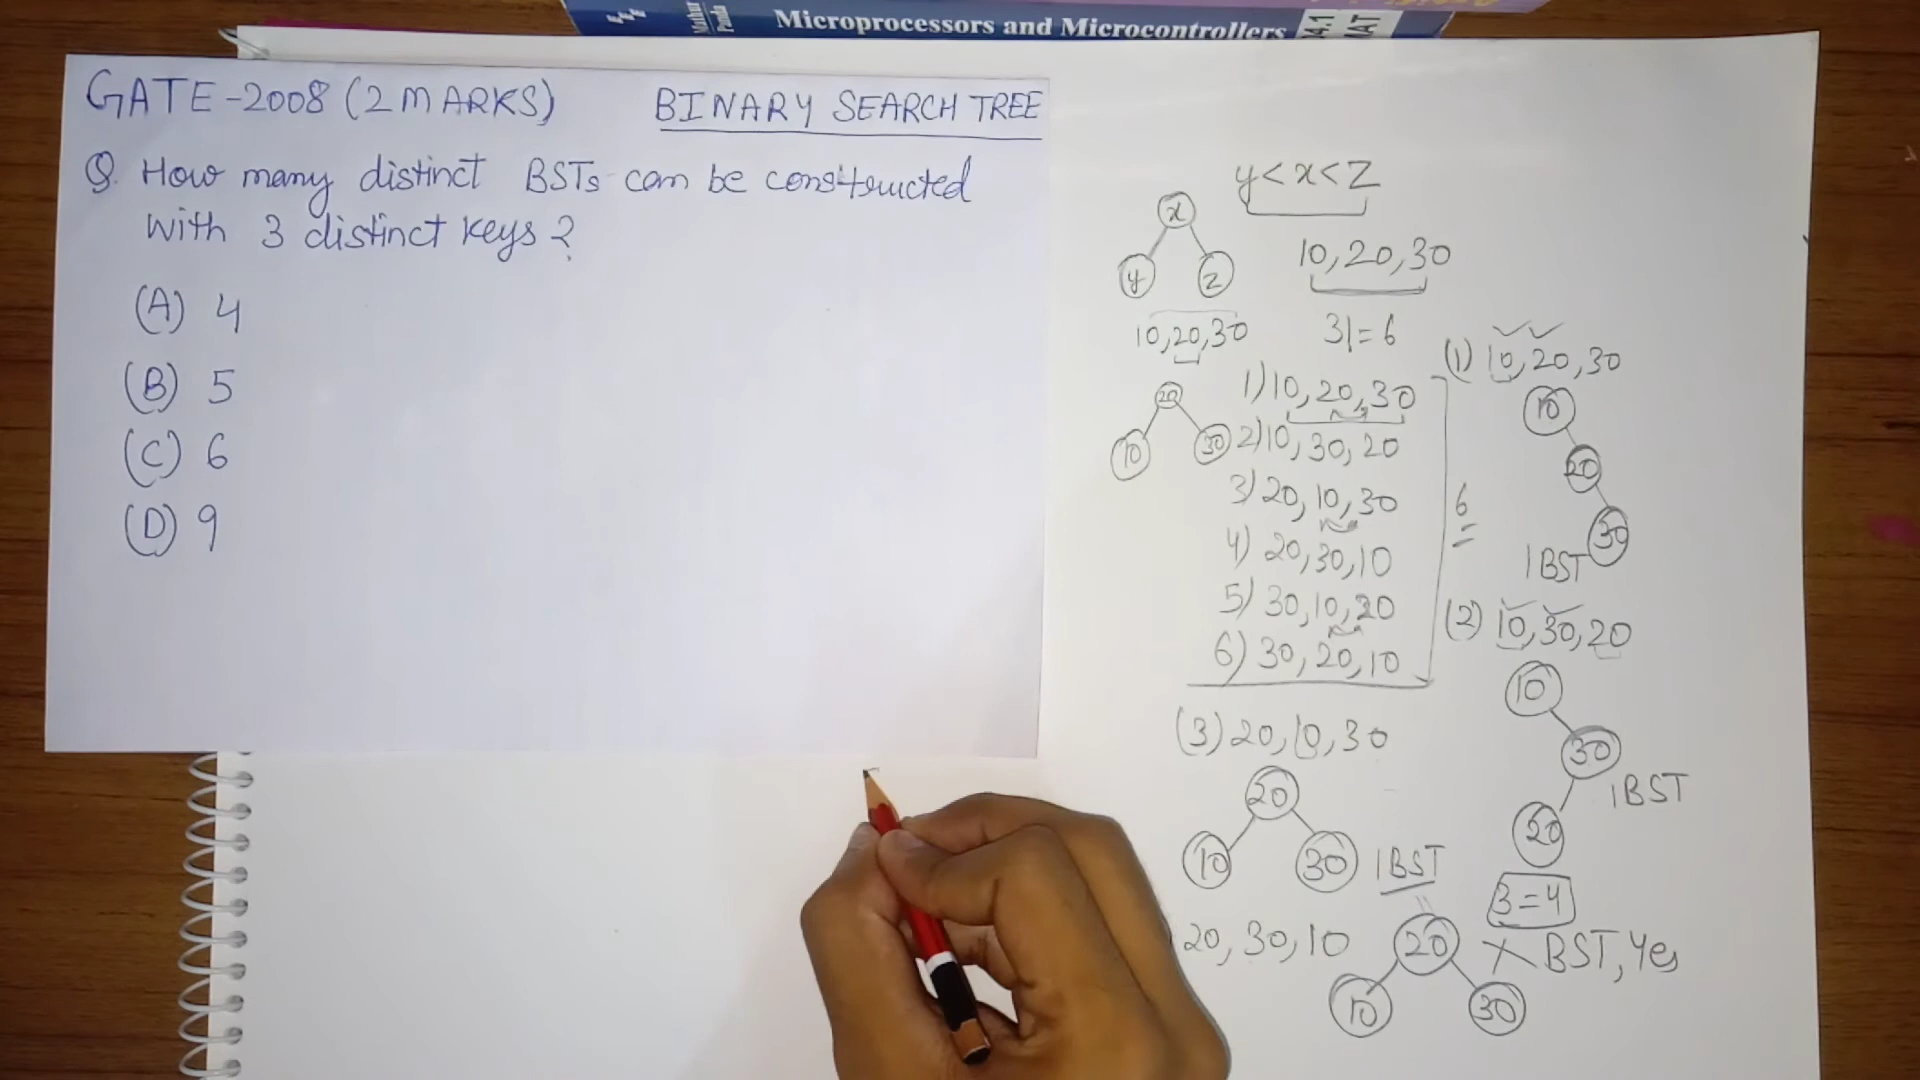 Mathur
Panda
Microprocessors and Microcontrollers
04.1
MAT
GATE-2008 (2 MARKS) BINARY SEARCH TREE
Q. How many distinct BSTs can be constructed
with 3 distinct keys?
(A) 4
(B) 5
(C) 6
(D) 9
y<x<z
x
y z
10,20,30
3!=6
10,20,30
20
10 30
1) 10, 20, 30
2) 10, 30, 20
3) 20, 10, 30
4) 20, 30, 10
5) 30, 10, 20
6) 30, 20, 10
6
(1) 10, 20, 30
10
20
30
1BST
(2) 10, 30, 20
10
30
20
1BST
(3) 20, 10, 30
20
10 30
1BST
3=4
20, 30, 10
20
10 30
X BST, Yes